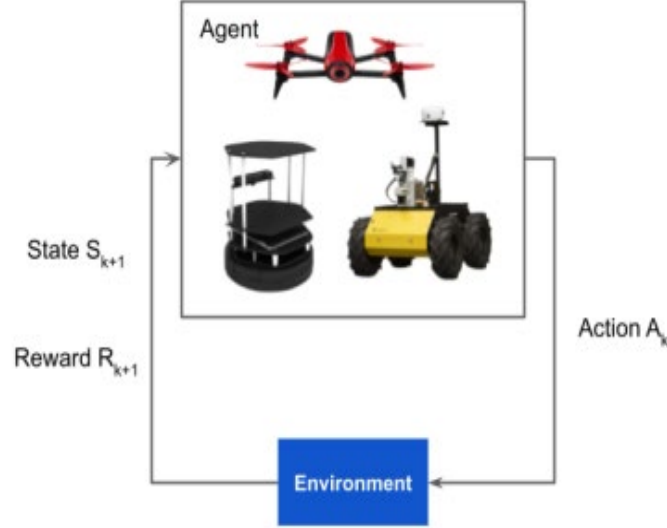 Agent
State S_{k+1}
Reward R_{k+1}
Action A_k
Environment